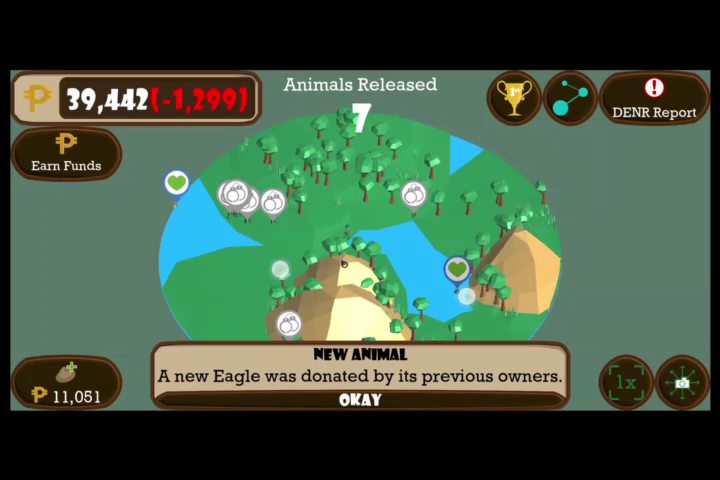 39,442(-1,299)
Animals Released
7
1st
DENR Report
Earn Funds
NEW ANIMAL
A new Eagle was donated by its previous owners.
OKAY
11,051
1x